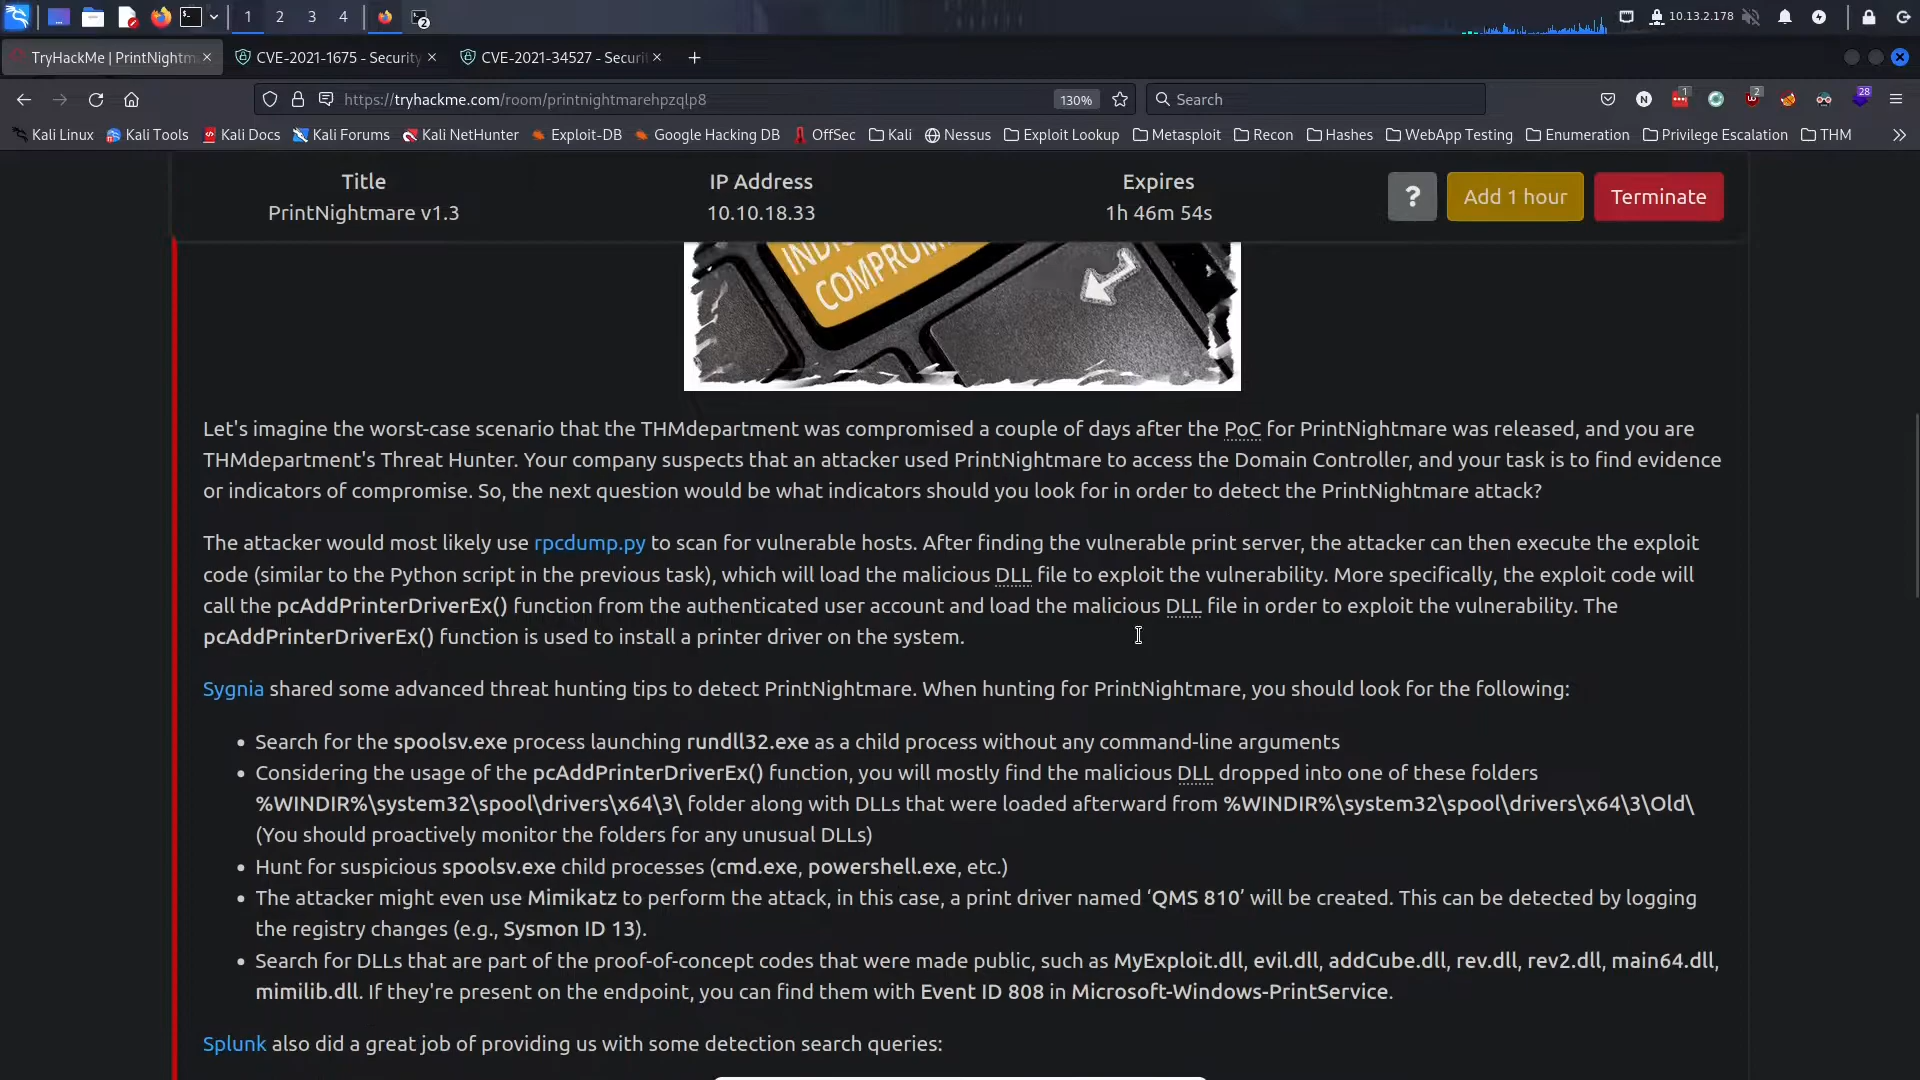 1 2 3 4 2 10.13.2.178
TryHackMe | PrintNightm CVE-2021-1675 - Security CVE-2021-34527 - Securi
https://tryhackme.com/room/printnightmarehpzqlp8 130% Search 1 2 28
Kali Linux Kali Tools Kali Docs Kali Forums Kali NetHunter Exploit-DB Google Hacking DB OffSec Kali Nessus Exploit Lookup Metasploit Recon Hashes WebApp Testing Enumeration Privilege Escalation THM
Title IP Address Expires
PrintNightmare v1.3 10.10.18.33 1h 46m 54s ? Add 1 hour Terminate
COMPROM
Let's imagine the worst-case scenario that the THMdepartment was compromised a couple of days after the PoC for PrintNightmare was released, and you are
THMdepartment's Threat Hunter. Your company suspects that an attacker used PrintNightmare to access the Domain Controller, and your task is to find evidence
or indicators of compromise. So, the next question would be what indicators should you look for in order to detect the PrintNightmare attack?
The attacker would most likely use rpcdump.py to scan for vulnerable hosts. After finding the vulnerable print server, the attacker can then execute the exploit
code (similar to the Python script in the previous task), which will load the malicious DLL file to exploit the vulnerability. More specifically, the exploit code will
call the pcAddPrinterDriverEx() function from the authenticated user account and load the malicious DLL file in order to exploit the vulnerability. The
pcAddPrinterDriverEx() function is used to install a printer driver on the system.
Sygnia shared some advanced threat hunting tips to detect PrintNightmare. When hunting for PrintNightmare, you should look for the following:
• Search for the spoolsv.exe process launching rundll32.exe as a child process without any command-line arguments
• Considering the usage of the pcAddPrinterDriverEx() function, you will mostly find the malicious DLL dropped into one of these folders
%WINDIR%\system32\spool\drivers\x64\3\ folder along with DLLs that were loaded afterward from %WINDIR%\system32\spool\drivers\x64\3\Old\
(You should proactively monitor the folders for any unusual DLLs)
• Hunt for suspicious spoolsv.exe child processes (cmd.exe, powershell.exe, etc.)
• The attacker might even use Mimikatz to perform the attack, in this case, a print driver named ‘QMS 810’ will be created. This can be detected by logging
the registry changes (e.g., Sysmon ID 13).
• Search for DLLs that are part of the proof-of-concept codes that were made public, such as MyExploit.dll, evil.dll, addCube.dll, rev.dll, rev2.dll, main64.dll,
mimilib.dll. If they're present on the endpoint, you can find them with Event ID 808 in Microsoft-Windows-PrintService.
Splunk also did a great job of providing us with some detection search queries: